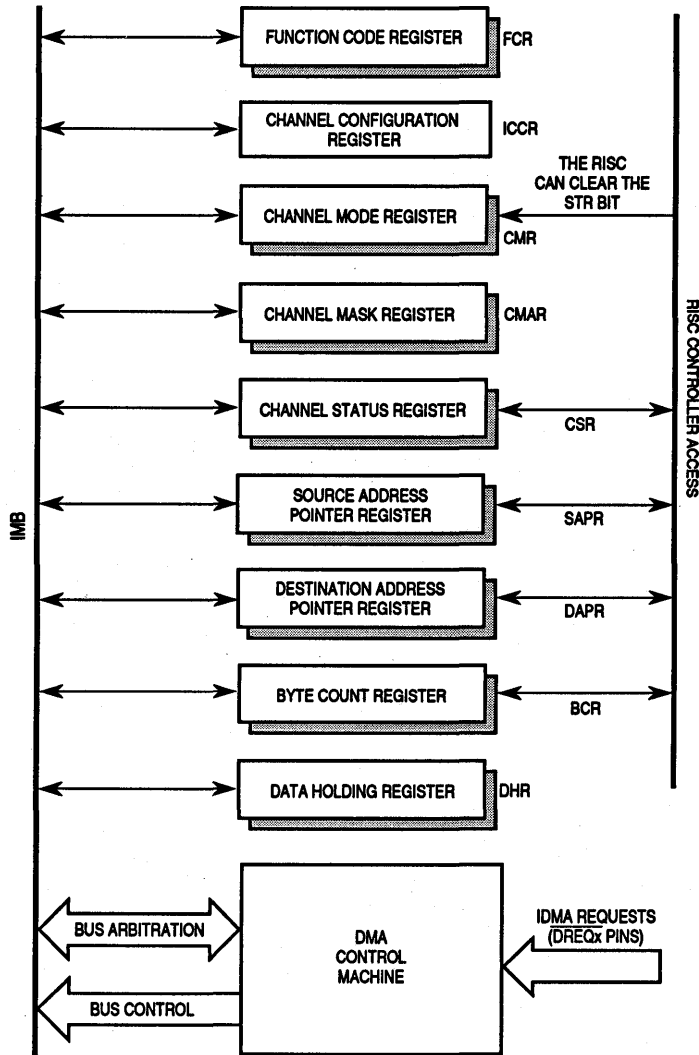 FUNCTION CODE REGISTER
FCR
CHANNEL CONFIGURATION
REGISTER
ICCR
THE RISC
CAN CLEAR THE
STR BIT
CHANNEL MODE REGISTER
CMR
CHANNEL MASK REGISTER
CMAR
CHANNEL STATUS REGISTER
CSR
SOURCE ADDRESS
POINTER REGISTER
SAPR
DESTINATION ADDRESS
POINTER REGISTER
DAPR
BYTE COUNT REGISTER
BCR
DATA HOLDING REGISTER
DHR
IMB
RISC CONTROLLER ACCESS
BUS ARBITRATION
BUS CONTROL
DMA
CONTROL
MACHINE
IDMA REQUESTS
(DREQx PINS)